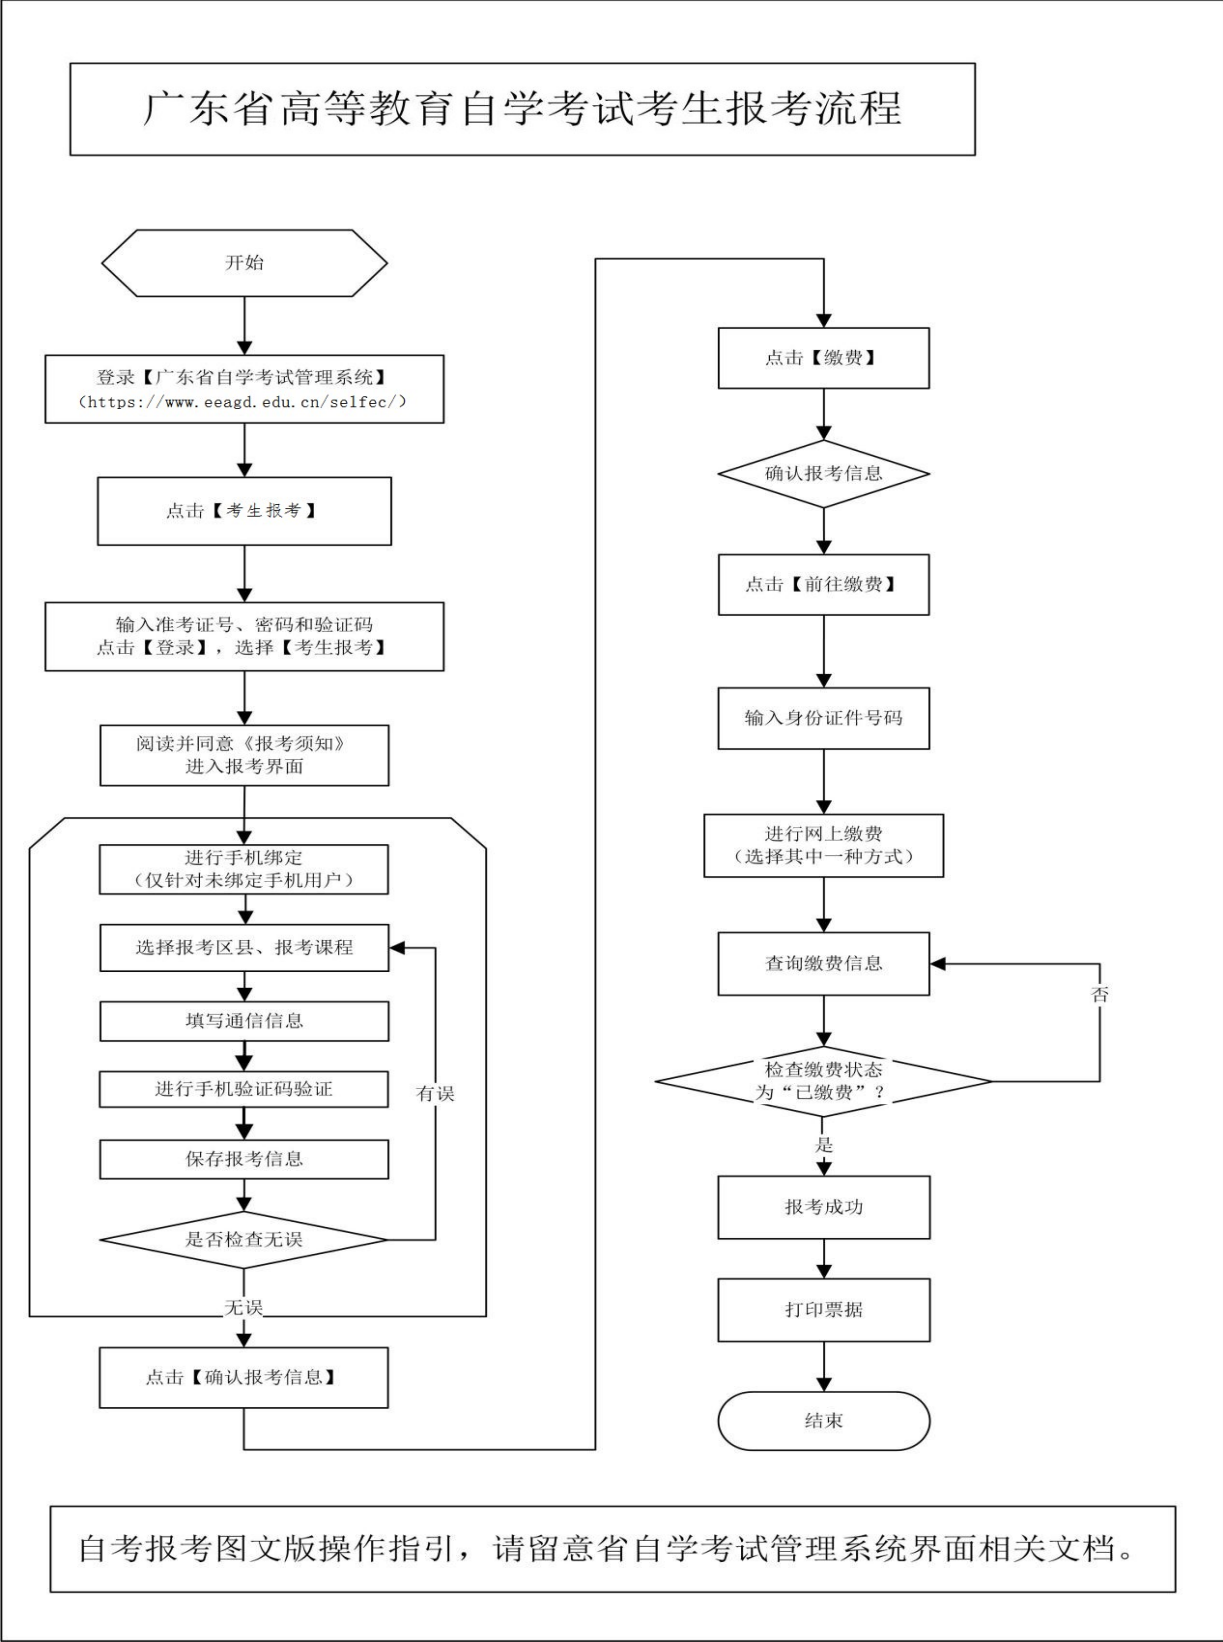 广东省高等教育自学考试考生报考流程
开始
登录【广东省自学考试管理系统】
（https://www.eeagd.edu.cn/selfec/）
点击【考生报考】
输入准考证号、密码和验证码
点击【登录】，选择【考生报考】
阅读并同意《报考须知》
进入报考界面
进行手机绑定
（仅针对未绑定手机用户）
选择报考区县、报考课程
填写通信信息
进行手机验证码验证
有误
保存报考信息
是否检查无误
无误
点击【确认报考信息】
点击【缴费】
确认报考信息
点击【前往缴费】
输入身份证件号码
进行网上缴费
（选择其中一种方式）
查询缴费信息
否
检查缴费状态
为“已缴费”？
是
报考成功
打印票据
结束
自考报考图文版操作指引，请留意省自学考试管理系统界面相关文档。